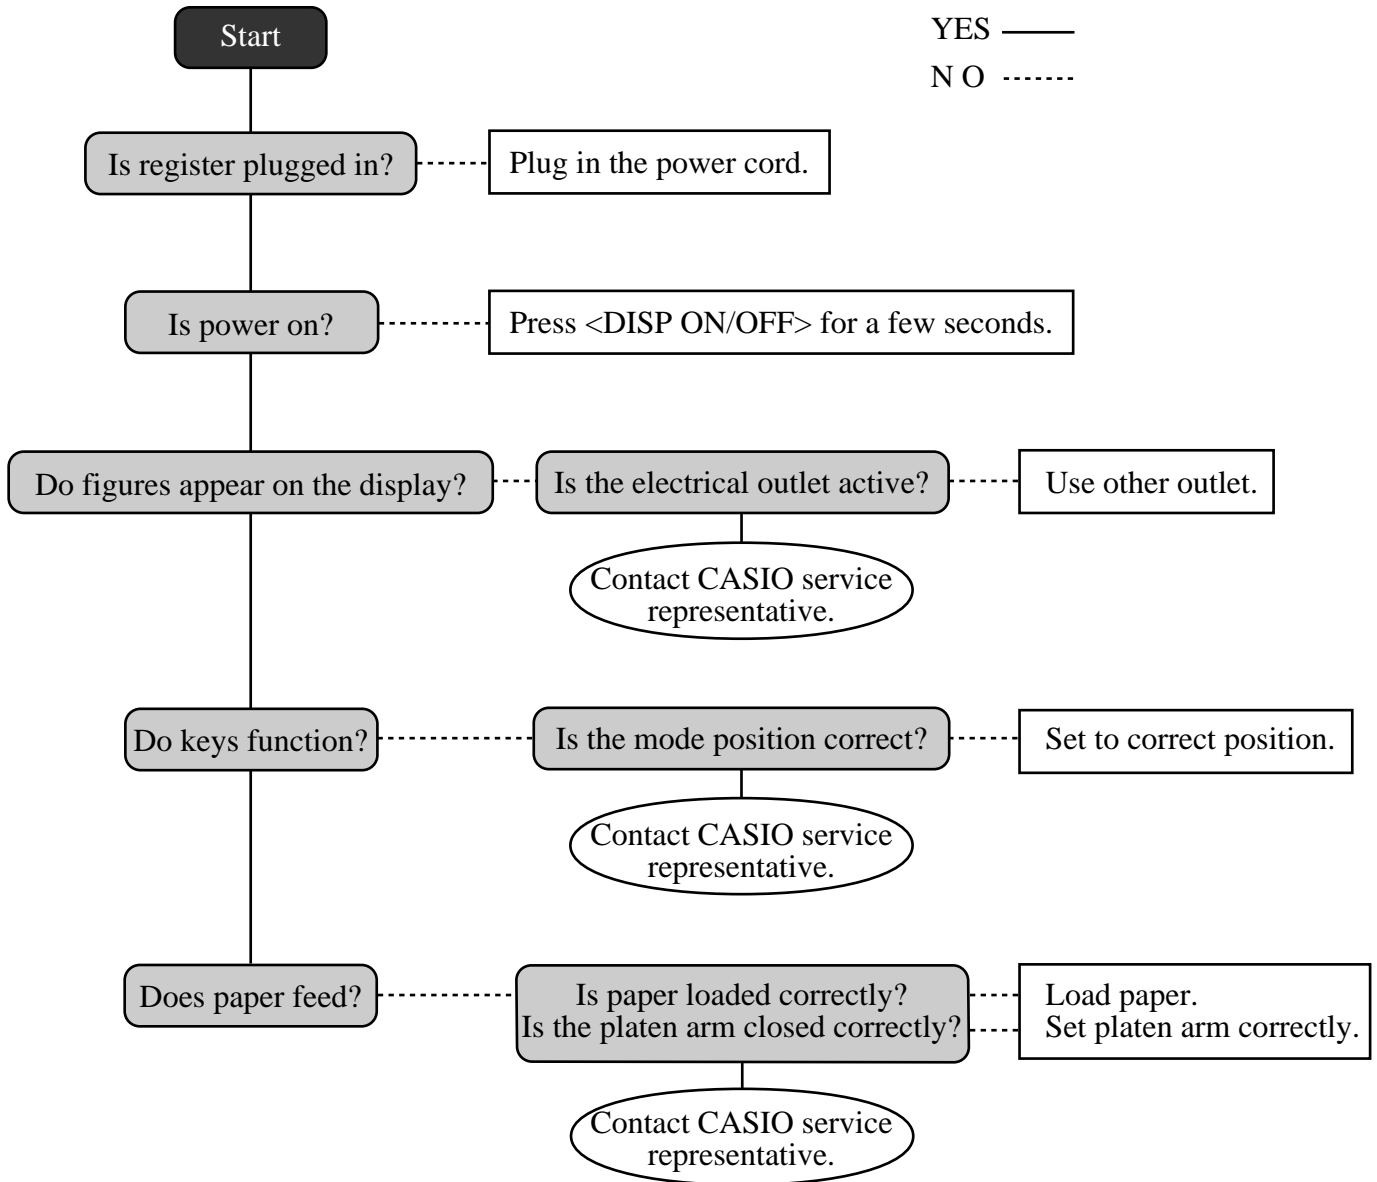 Start
YES
N O
Is register plugged in?
Plug in the power cord.
Is power on?
Press <DISP ON/OFF> for a few seconds.
Do figures appear on the display?
Is the electrical outlet active?
Use other outlet.
Contact CASIO service
representative.
Do keys function?
Is the mode position correct?
Set to correct position.
Contact CASIO service
representative.
Does paper feed?
Is paper loaded correctly?
Is the platen arm closed correctly?
Load paper.
Set platen arm correctly.
Contact CASIO service
representative.